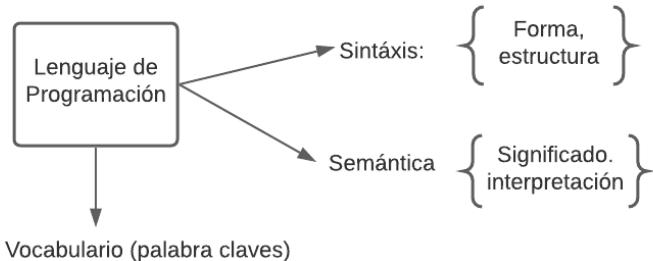 Lenguaje de
Programación
Sintáxis:
Forma,
estructura
Semántica
Significado.
interpretación
Vocabulario (palabra claves)